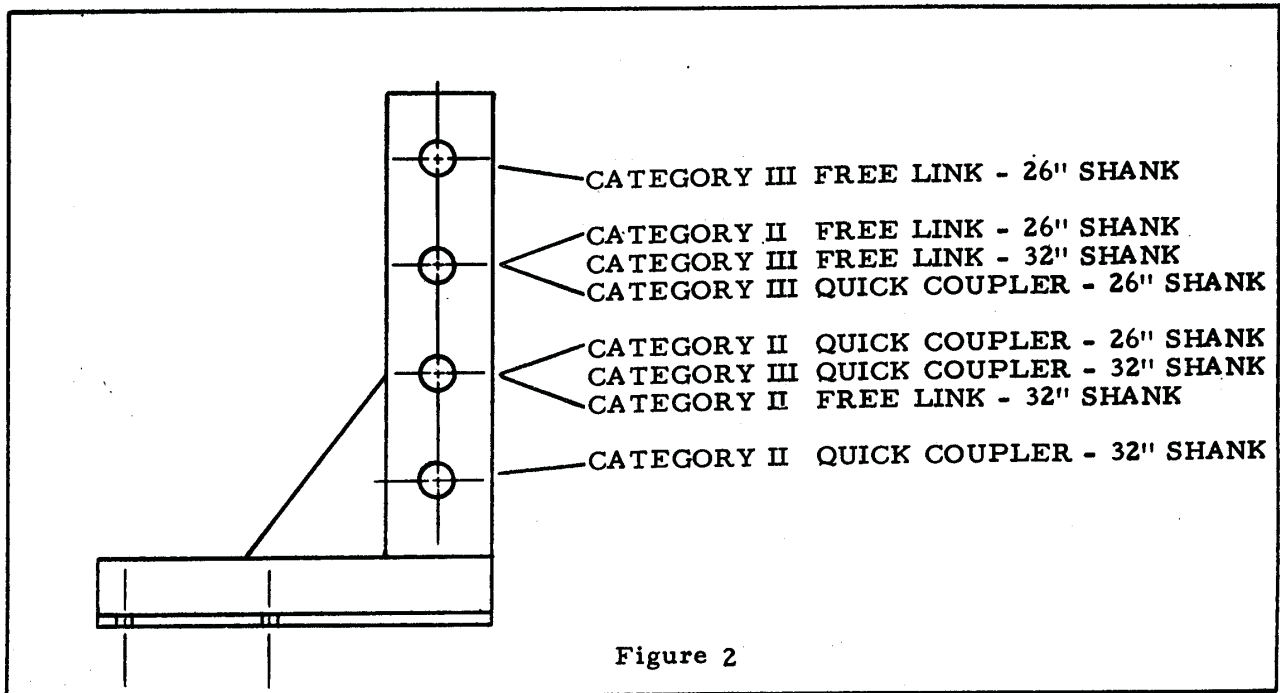 CATEGORY III FREE LINK - 26" SHANK
CATEGORY II FREE LINK - 26" SHANK
CATEGORY III FREE LINK - 32" SHANK
CATEGORY III QUICK COUPLER - 26" SHANK
CATEGORY II QUICK COUPLER - 26" SHANK
CATEGORY III QUICK COUPLER - 32" SHANK
CATEGORY II FREE LINK - 32" SHANK
CATEGORY II QUICK COUPLER - 32" SHANK
Figure 2